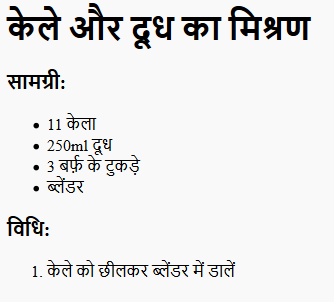 केले और दूध का मिश्रण
सामग्री:
• 11 केला
• 250ml दूध
• 3 बर्फ़ के टुकड़े
• ब्लेंडर
विधि:
1. केले को छीलकर ब्लेंडर में डालें